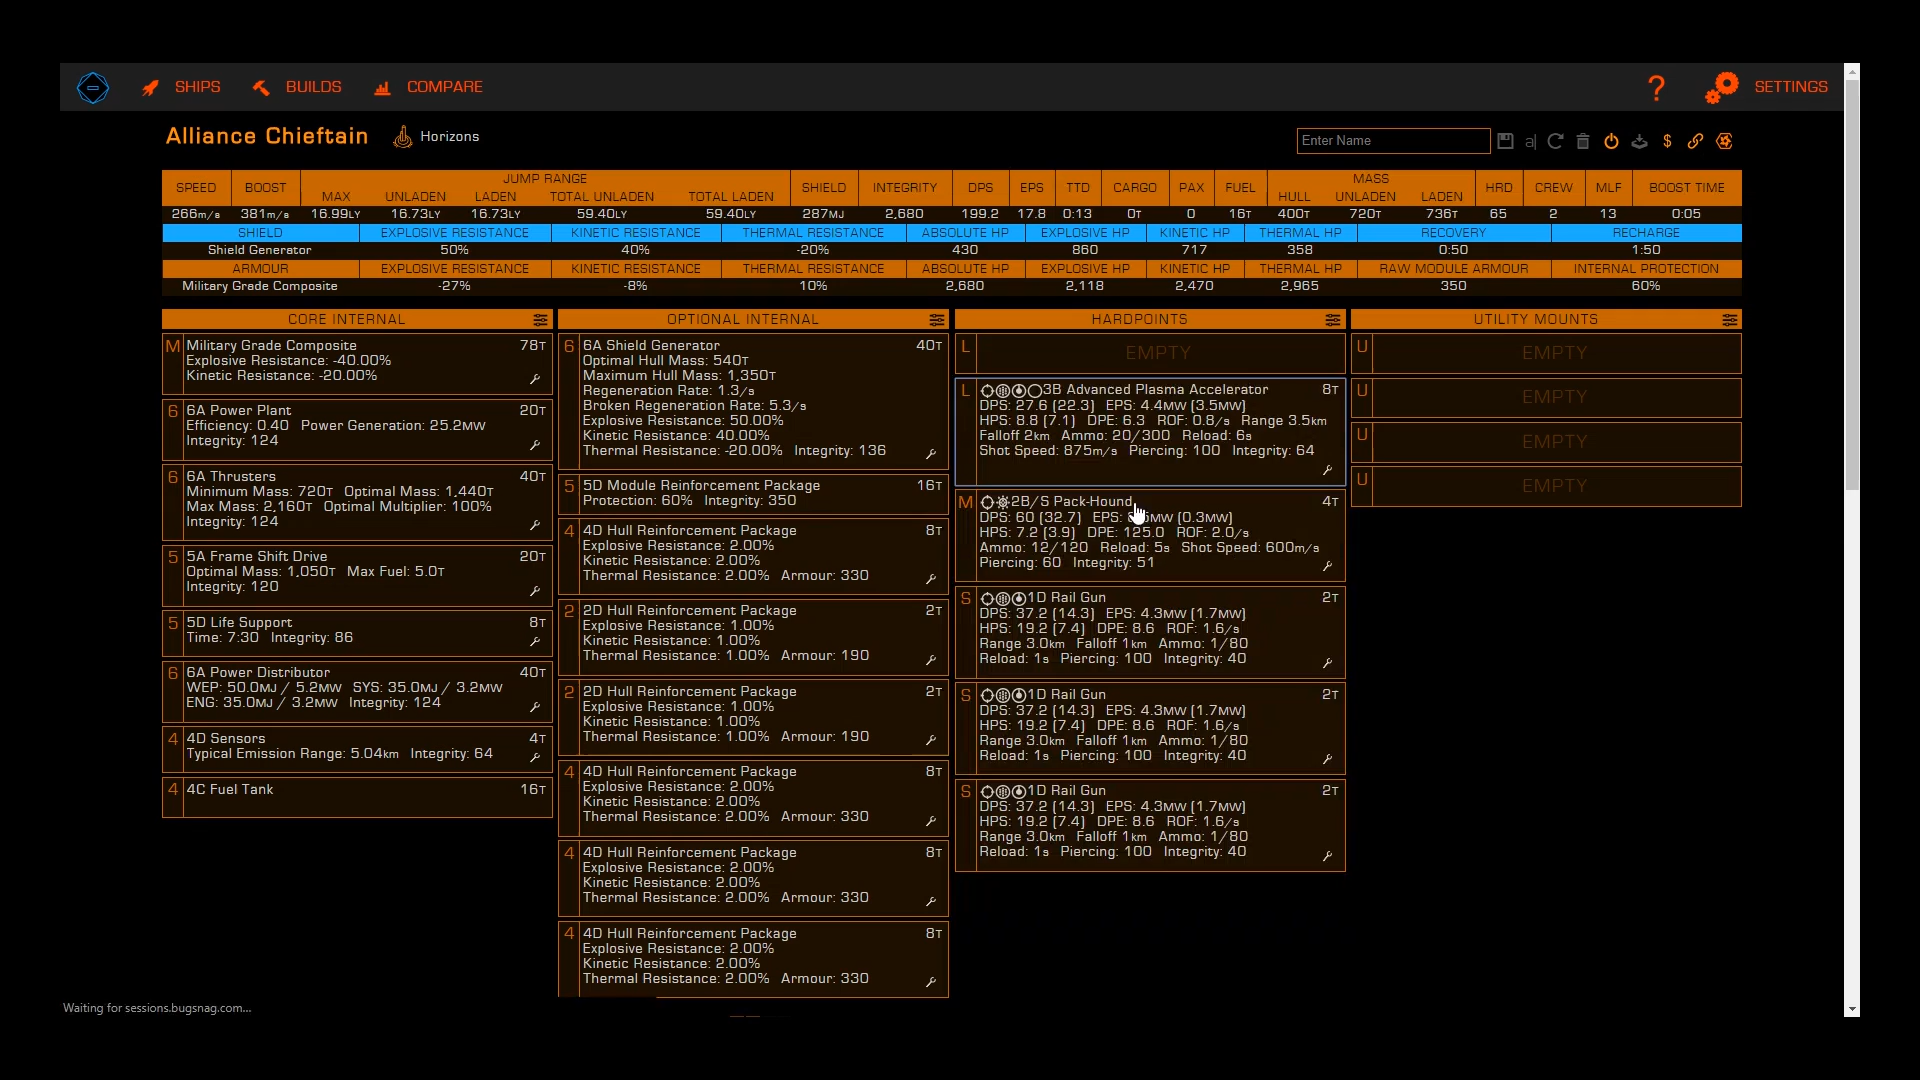 SHIPS BUILDS COMPARE ? SETTINGS
Alliance Chieftain Horizons
Enter Name a| $
SPEED BOOST JUMP RANGE SHIELD INTEGRITY DPS EPS TTD CARGO PAX FUEL MASS HRD CREW MLF BOOST TIME
MAX UNLADEN LADEN TOTAL UNLADEN TOTAL LADEN HULL UNLADEN LADEN
266m/s 381m/s 16.99LY 16.73LY 16.73LY 59.40LY 59.40LY 287MJ 2,680 199.2 17.8 0:13 0T 0 16T 400T 720T 736T 65 2 13 0:05
SHIELD EXPLOSIVE RESISTANCE KINETIC RESISTANCE THERMAL RESISTANCE ABSOLUTE HP EXPLOSIVE HP KINETIC HP THERMAL HP RECOVERY RECHARGE
Shield Generator 50% 40% -20% 430 860 717 358 0:50 1:50
ARMOUR EXPLOSIVE RESISTANCE KINETIC RESISTANCE THERMAL RESISTANCE ABSOLUTE HP EXPLOSIVE HP KINETIC HP THERMAL HP RAW MODULE ARMOUR INTERNAL PROTECTION
Military Grade Composite -27% -8% 10% 2,680 2,118 2,470 2,965 350 60%
CORE INTERNAL
M Military Grade Composite 78T
Explosive Resistance: -40.00%
Kinetic Resistance: -20.00%
6 6A Power Plant 20T
Efficiency: 0.40 Power Generation: 25.2MW
Integrity: 124
6 6A Thrusters 40T
Minimum Mass: 720T Optimal Mass: 1,440T
Max Mass: 2,160T Optimal Multiplier: 100%
Integrity: 124
5 5A Frame Shift Drive 20T
Optimal Mass: 1,050T Max Fuel: 5.0T
Integrity: 120
5 5D Life Support 8T
Time: 7:30 Integrity: 86
6 6A Power Distributor 40T
WEP: 50.0MJ / 5.2MW SYS: 35.0MJ / 3.2MW
ENG: 35.0MJ / 3.2MW Integrity: 124
4 4D Sensors 4T
Typical Emission Range: 5.04km Integrity: 64
4 4C Fuel Tank 16T
OPTIONAL INTERNAL
6 6A Shield Generator 40T
Optimal Hull Mass: 540T
Maximum Hull Mass: 1,350T
Regeneration Rate: 1.3/s
Broken Regeneration Rate: 5.3/s
Explosive Resistance: 50.00%
Kinetic Resistance: 40.00%
Thermal Resistance: -20.00% Integrity: 136
5 5D Module Reinforcement Package 16T
Protection: 60% Integrity: 350
4 4D Hull Reinforcement Package 8T
Explosive Resistance: 2.00%
Kinetic Resistance: 2.00%
Thermal Resistance: 2.00% Armour: 330
2 2D Hull Reinforcement Package 2T
Explosive Resistance: 1.00%
Kinetic Resistance: 1.00%
Thermal Resistance: 1.00% Armour: 190
2 2D Hull Reinforcement Package 2T
Explosive Resistance: 1.00%
Kinetic Resistance: 1.00%
Thermal Resistance: 1.00% Armour: 190
4 4D Hull Reinforcement Package 8T
Explosive Resistance: 2.00%
Kinetic Resistance: 2.00%
Thermal Resistance: 2.00% Armour: 330
4 4D Hull Reinforcement Package 8T
Explosive Resistance: 2.00%
Kinetic Resistance: 2.00%
Thermal Resistance: 2.00% Armour: 330
4 4D Hull Reinforcement Package 8T
Explosive Resistance: 2.00%
Kinetic Resistance: 2.00%
Thermal Resistance: 2.00% Armour: 330
HARDPOINTS
L EMPTY
L 3B Advanced Plasma Accelerator 8T
DPS: 27.6 (22.3) EPS: 4.4MW (3.5MW)
HPS: 8.8 (7.1) DPE: 6.3 ROF: 0.8/s Range 3.5km
Falloff 2km Ammo: 20/300 Reload: 6s
Shot Speed: 875m/s Piercing: 100 Integrity: 64
M 2B/S Pack-Hound 4T
DPS: 60 (32.7) EPS: MW (0.3MW)
HPS: 7.2 (3.9) DPE: 125.0 ROF: 2.0/s
Ammo: 12/120 Reload: 5s Shot Speed: 600m/s
Piercing: 60 Integrity: 51
S 1D Rail Gun 2T
DPS: 37.2 (14.3) EPS: 4.3MW (1.7MW)
HPS: 19.2 (7.4) DPE: 8.6 ROF: 1.6/s
Range 3.0km Falloff 1km Ammo: 1/80
Reload: 1s Piercing: 100 Integrity: 40
S 1D Rail Gun 2T
DPS: 37.2 (14.3) EPS: 4.3MW (1.7MW)
HPS: 19.2 (7.4) DPE: 8.6 ROF: 1.6/s
Range 3.0km Falloff 1km Ammo: 1/80
Reload: 1s Piercing: 100 Integrity: 40
S 1D Rail Gun 2T
DPS: 37.2 (14.3) EPS: 4.3MW (1.7MW)
HPS: 19.2 (7.4) DPE: 8.6 ROF: 1.6/s
Range 3.0km Falloff 1km Ammo: 1/80
Reload: 1s Piercing: 100 Integrity: 40
UTILITY MOUNTS
U EMPTY
U EMPTY
U EMPTY
U EMPTY
Waiting for sessions.bugsnag.com...